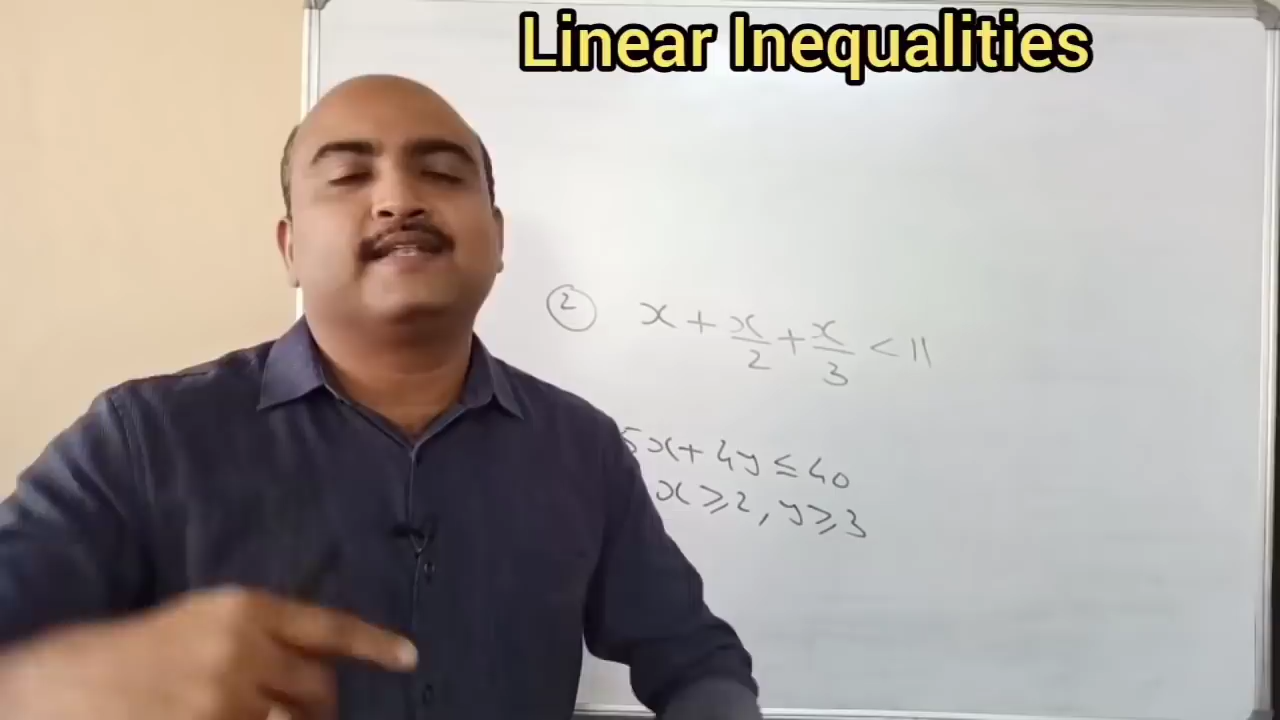 Linear Inequalities
② x + x/2 + x/3 < 11
5x + 4y ≤ 40
x ≥ 2, y ≥ 3